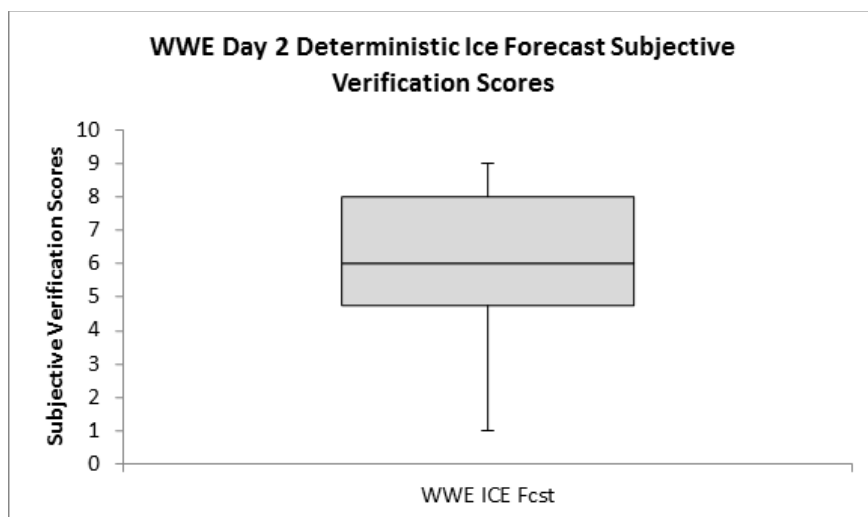 WWE Day 2 Deterministic Ice Forecast Subjective
Verification Scores
Subjective Verification Scores
10
9
8
7
6
5
4
3
2
1
0
WWE ICE Fcst